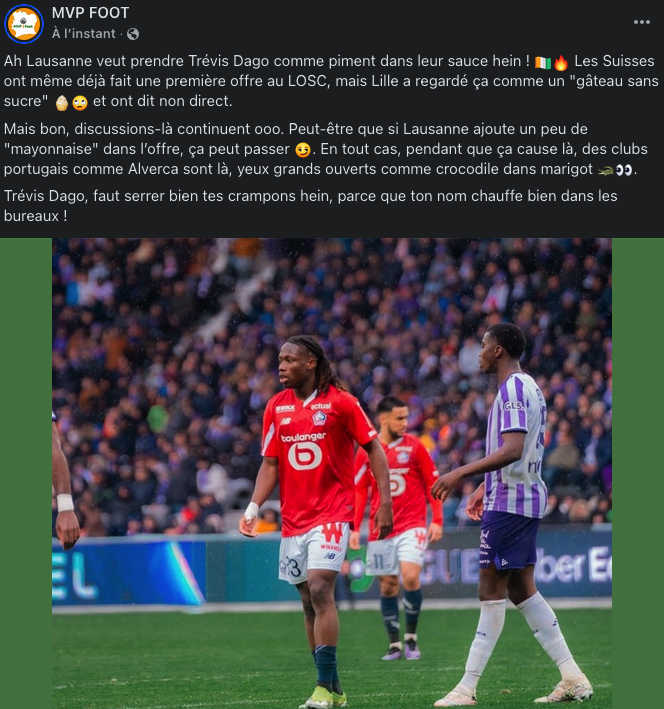 MVP FOOT
À l’instant ·
Ah Lausanne veut prendre Trévis Dago comme piment dans leur sauce hein ! 🇨🇮🔥 Les Suisses
ont même déjà fait une première offre au LOSC, mais Lille a regardé ça comme un "gâteau sans
sucre" 🧁🙄 et ont dit non direct.
Mais bon, discussions-là continuent ooo. Peut-être que si Lausanne ajoute un peu de
"mayonnaise" dans l’offre, ça peut passer 😏. En tout cas, pendant que ça cause là, des clubs
portugais comme Alverca sont là, yeux grands ouverts comme crocodile dans marigot 🐊👀.
Trévis Dago, faut serrer bien tes crampons hein, parce que ton nom chauffe bien dans les
bureaux !
actual
boulanger
b
GLS
WINAMAX
11
EL
GUE
ber E